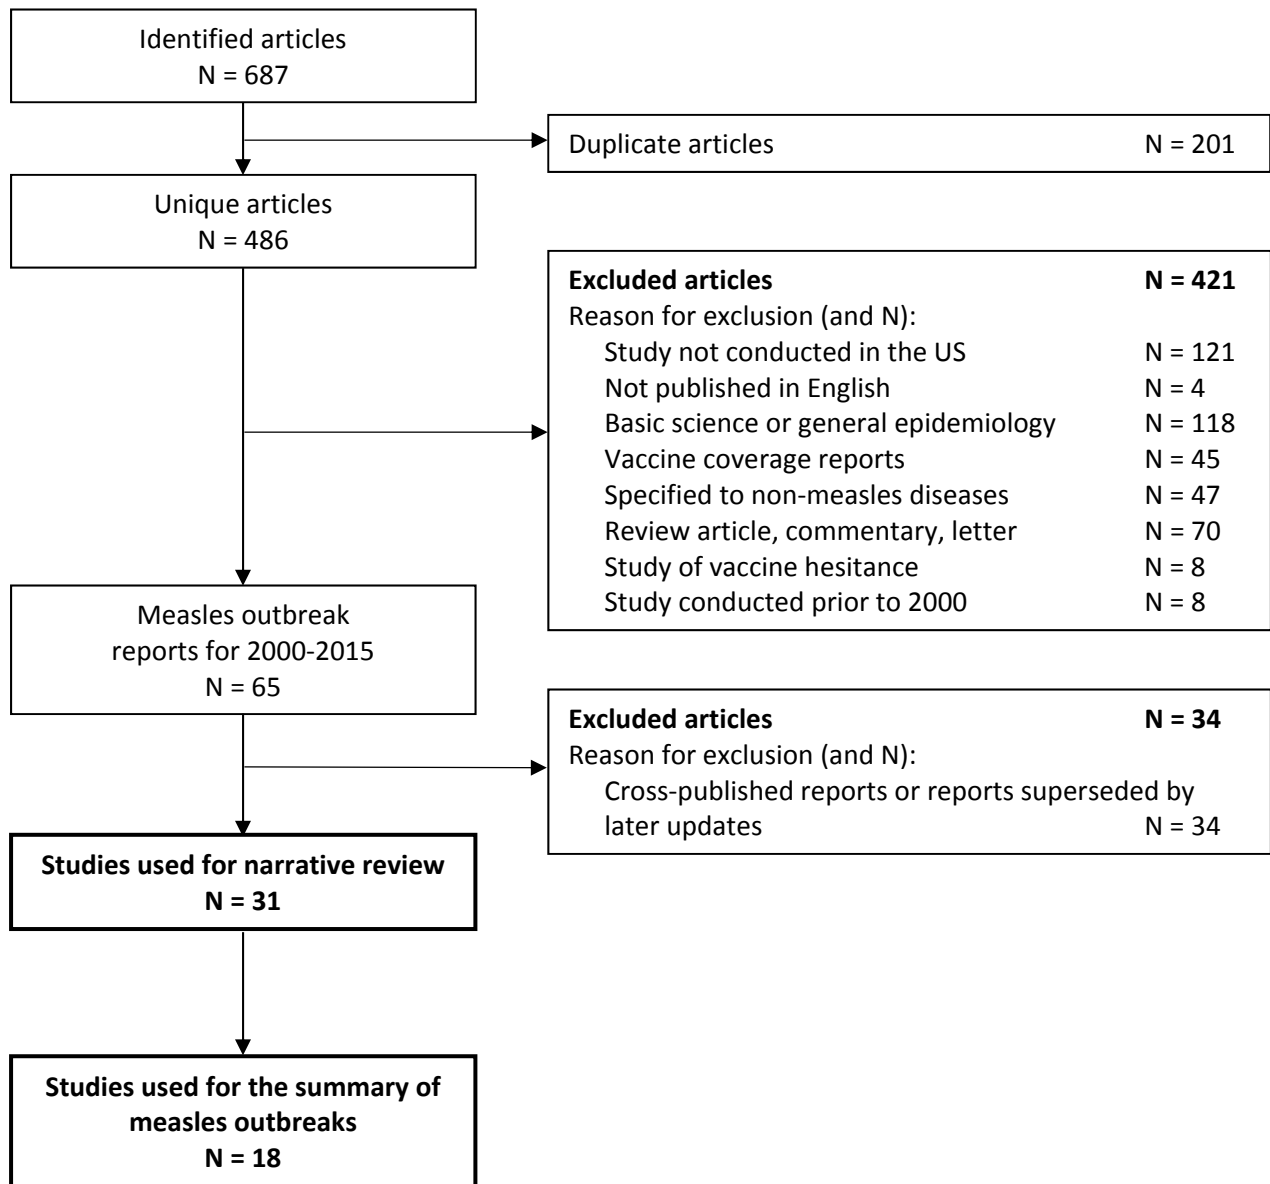 Identified articles
N = 687
Duplicate articles N = 201
Unique articles
N = 486
Excluded articles N = 421
Reason for exclusion (and N):
Study not conducted in the US N = 121
Not published in English N = 4
Basic science or general epidemiology N = 118
Vaccine coverage reports N = 45
Specified to non-measles diseases N = 47
Review article, commentary, letter N = 70
Study of vaccine hesitance N = 8
Study conducted prior to 2000 N = 8
Measles outbreak
reports for 2000-2015
N = 65
Excluded articles N = 34
Reason for exclusion (and N):
Cross-published reports or reports superseded by
later updates N = 34
Studies used for narrative review
N = 31
Studies used for the summary of
measles outbreaks
N = 18